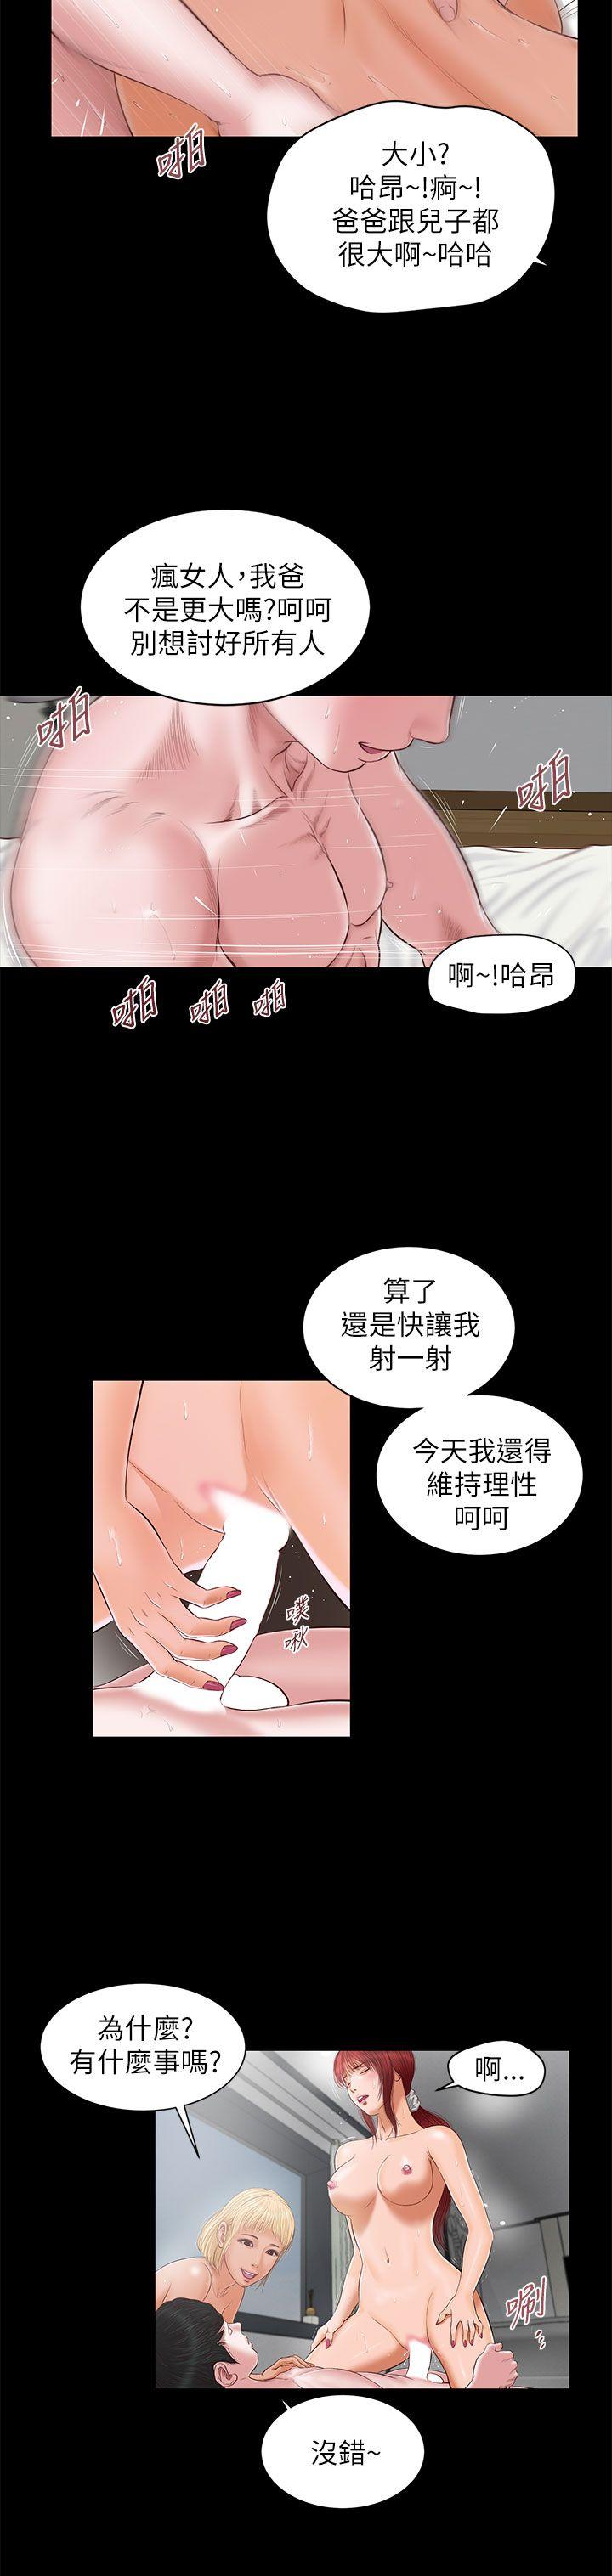 啪
大小?
哈昂~!痾~!
爸爸跟兒子都
很大啊~哈哈
瘋女人,我爸
不是更大嗎?呵呵
別想討好所有人
啪
啪
啊~!哈昂
啪 啪 啪
算了
還是快讓我
射一射
今天我還得
維持理性
呵呵
噗
啾
為什麼?
有什麼事嗎?
啊...
唰
沒錯~